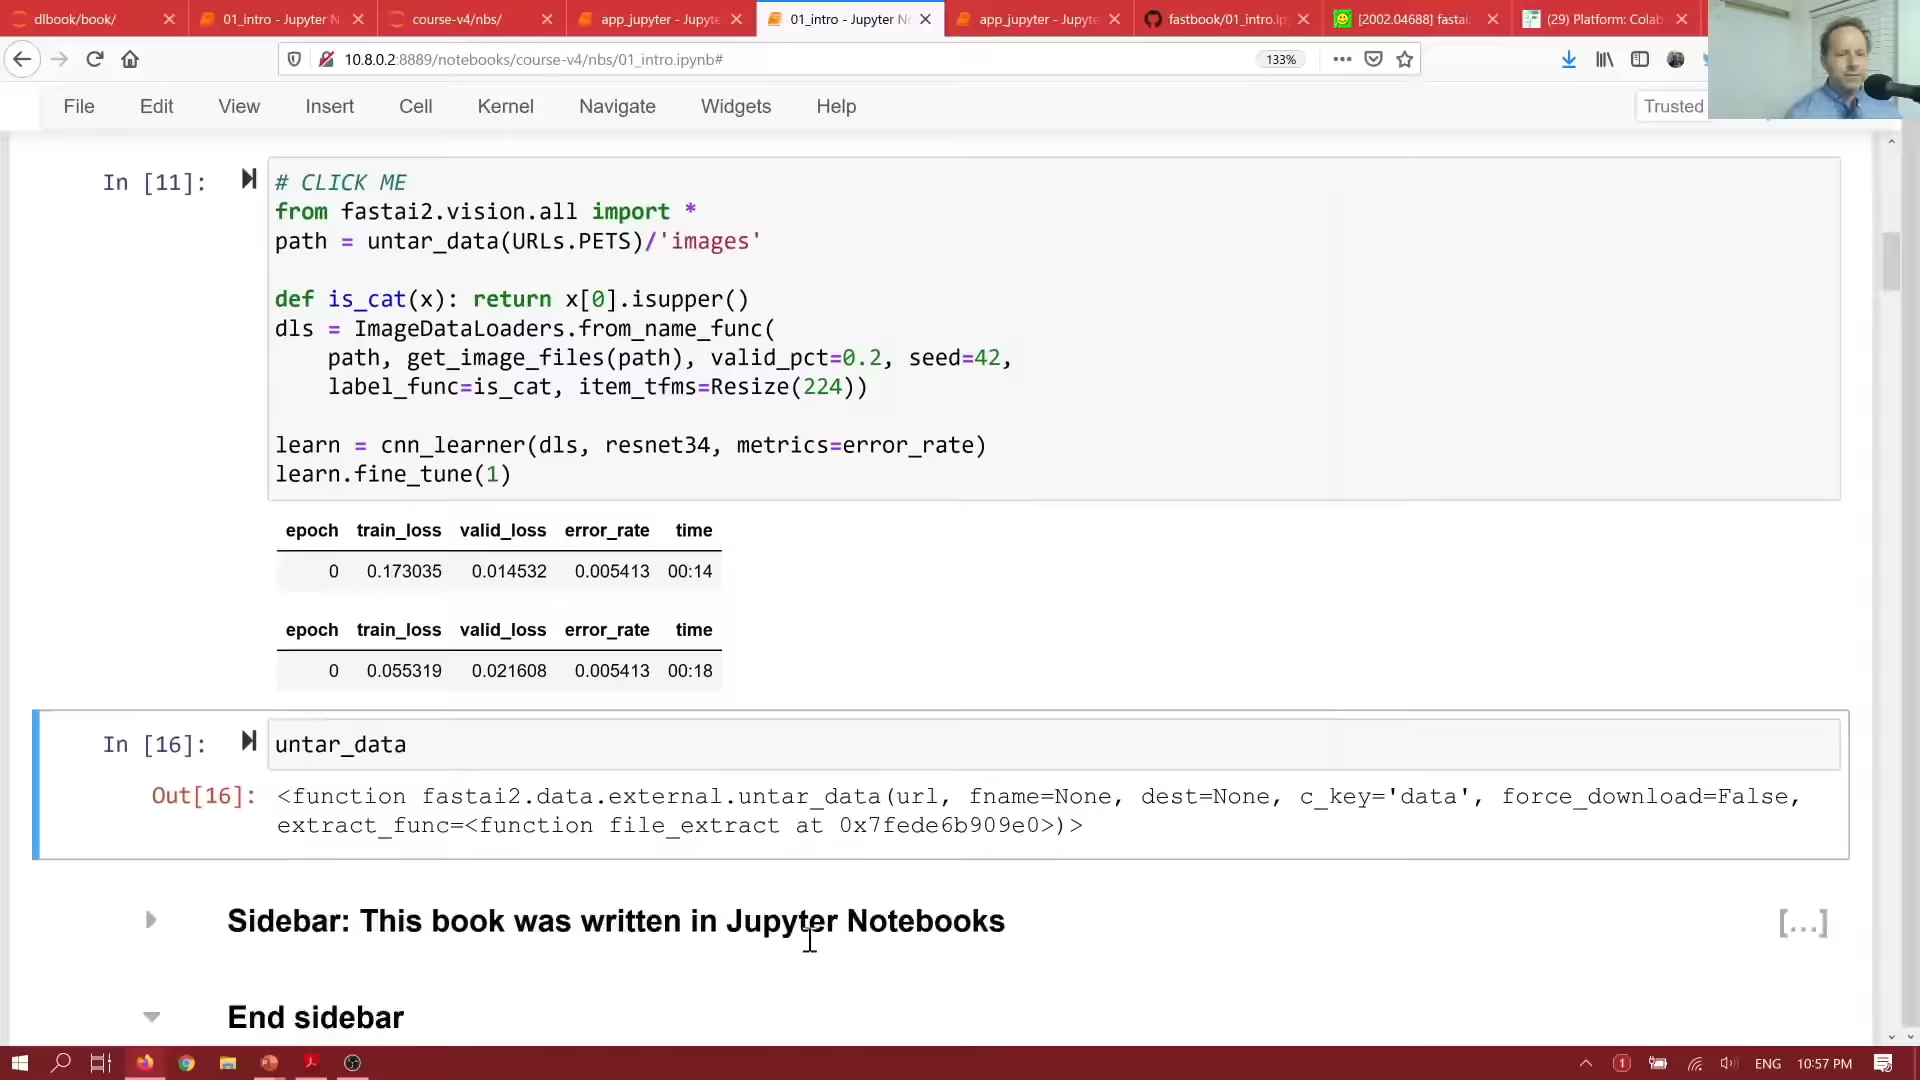 dlbook/book/
01_intro - Jupyter N
course-v4/nbs/
app_jupyter - Jupyte
01_intro - Jupyter N
app_jupyter - Jupyte
fastbook/01_intro.ip
[2002.04688] fastai
(29) Platform: Colab
10.8.0.2:8889/notebooks/course-v4/nbs/01_intro.ipynb#
133%
File Edit View Insert Cell Kernel Navigate Widgets Help
Trusted
In [11]:
# CLICK ME
from fastai2.vision.all import *
path = untar_data(URLs.PETS)/'images'
def is_cat(x): return x[0].isupper()
dls = ImageDataLoaders.from_name_func(
path, get_image_files(path), valid_pct=0.2, seed=42,
label_func=is_cat, item_tfms=Resize(224))
learn = cnn_learner(dls, resnet34, metrics=error_rate)
learn.fine_tune(1)
epoch train_loss valid_loss error_rate time
0 0.173035 0.014532 0.005413 00:14
epoch train_loss valid_loss error_rate time
0 0.055319 0.021608 0.005413 00:18
In [16]: untar_data
Out[16]: <function fastai2.data.external.untar_data(url, fname=None, dest=None, c_key='data', force_download=False,
extract_func=<function file_extract at 0x7fede6b909e0>)>
Sidebar: This book was written in Jupyter Notebooks
[...]
End sidebar
1
ENG 10:57 PM